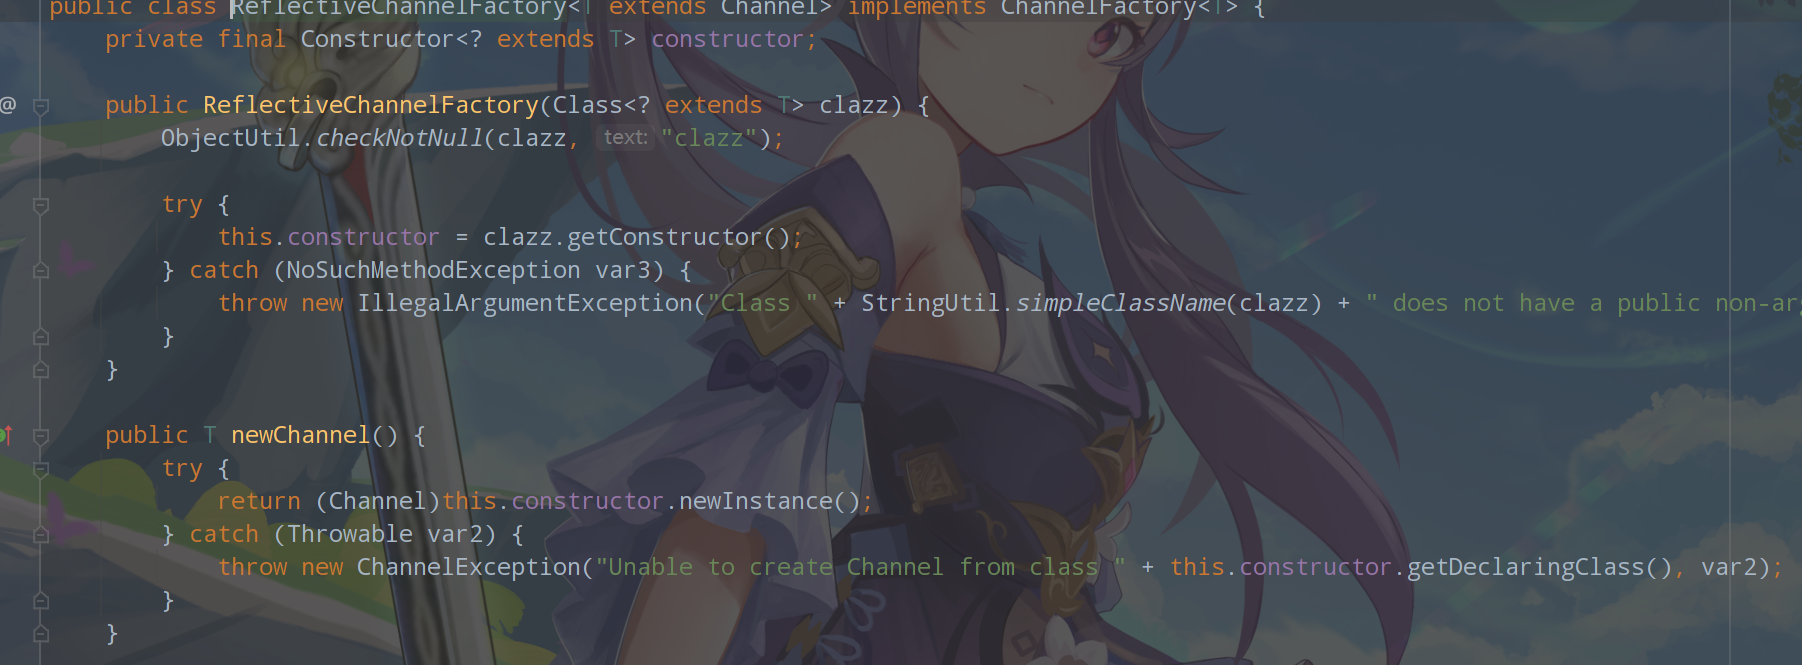 public class ReflectiveChannelFactory<T extends Channel> implements ChannelFactory<T> {
private final Constructor<? extends T> constructor;
@ public ReflectiveChannelFactory(Class<? extends T> clazz) {
ObjectUtil.checkNotNull(clazz, text: "clazz");
try {
this.constructor = clazz.getConstructor();
} catch (NoSuchMethodException var3) {
throw new IllegalArgumentException("Class " + StringUtil.simpleClassName(clazz) + " does not have a public non-ar
}
}
public T newChannel() {
try {
return (Channel)this.constructor.newInstance();
} catch (Throwable var2) {
throw new ChannelException("Unable to create Channel from class " + this.constructor.getDeclaringClass(), var2);
}
}